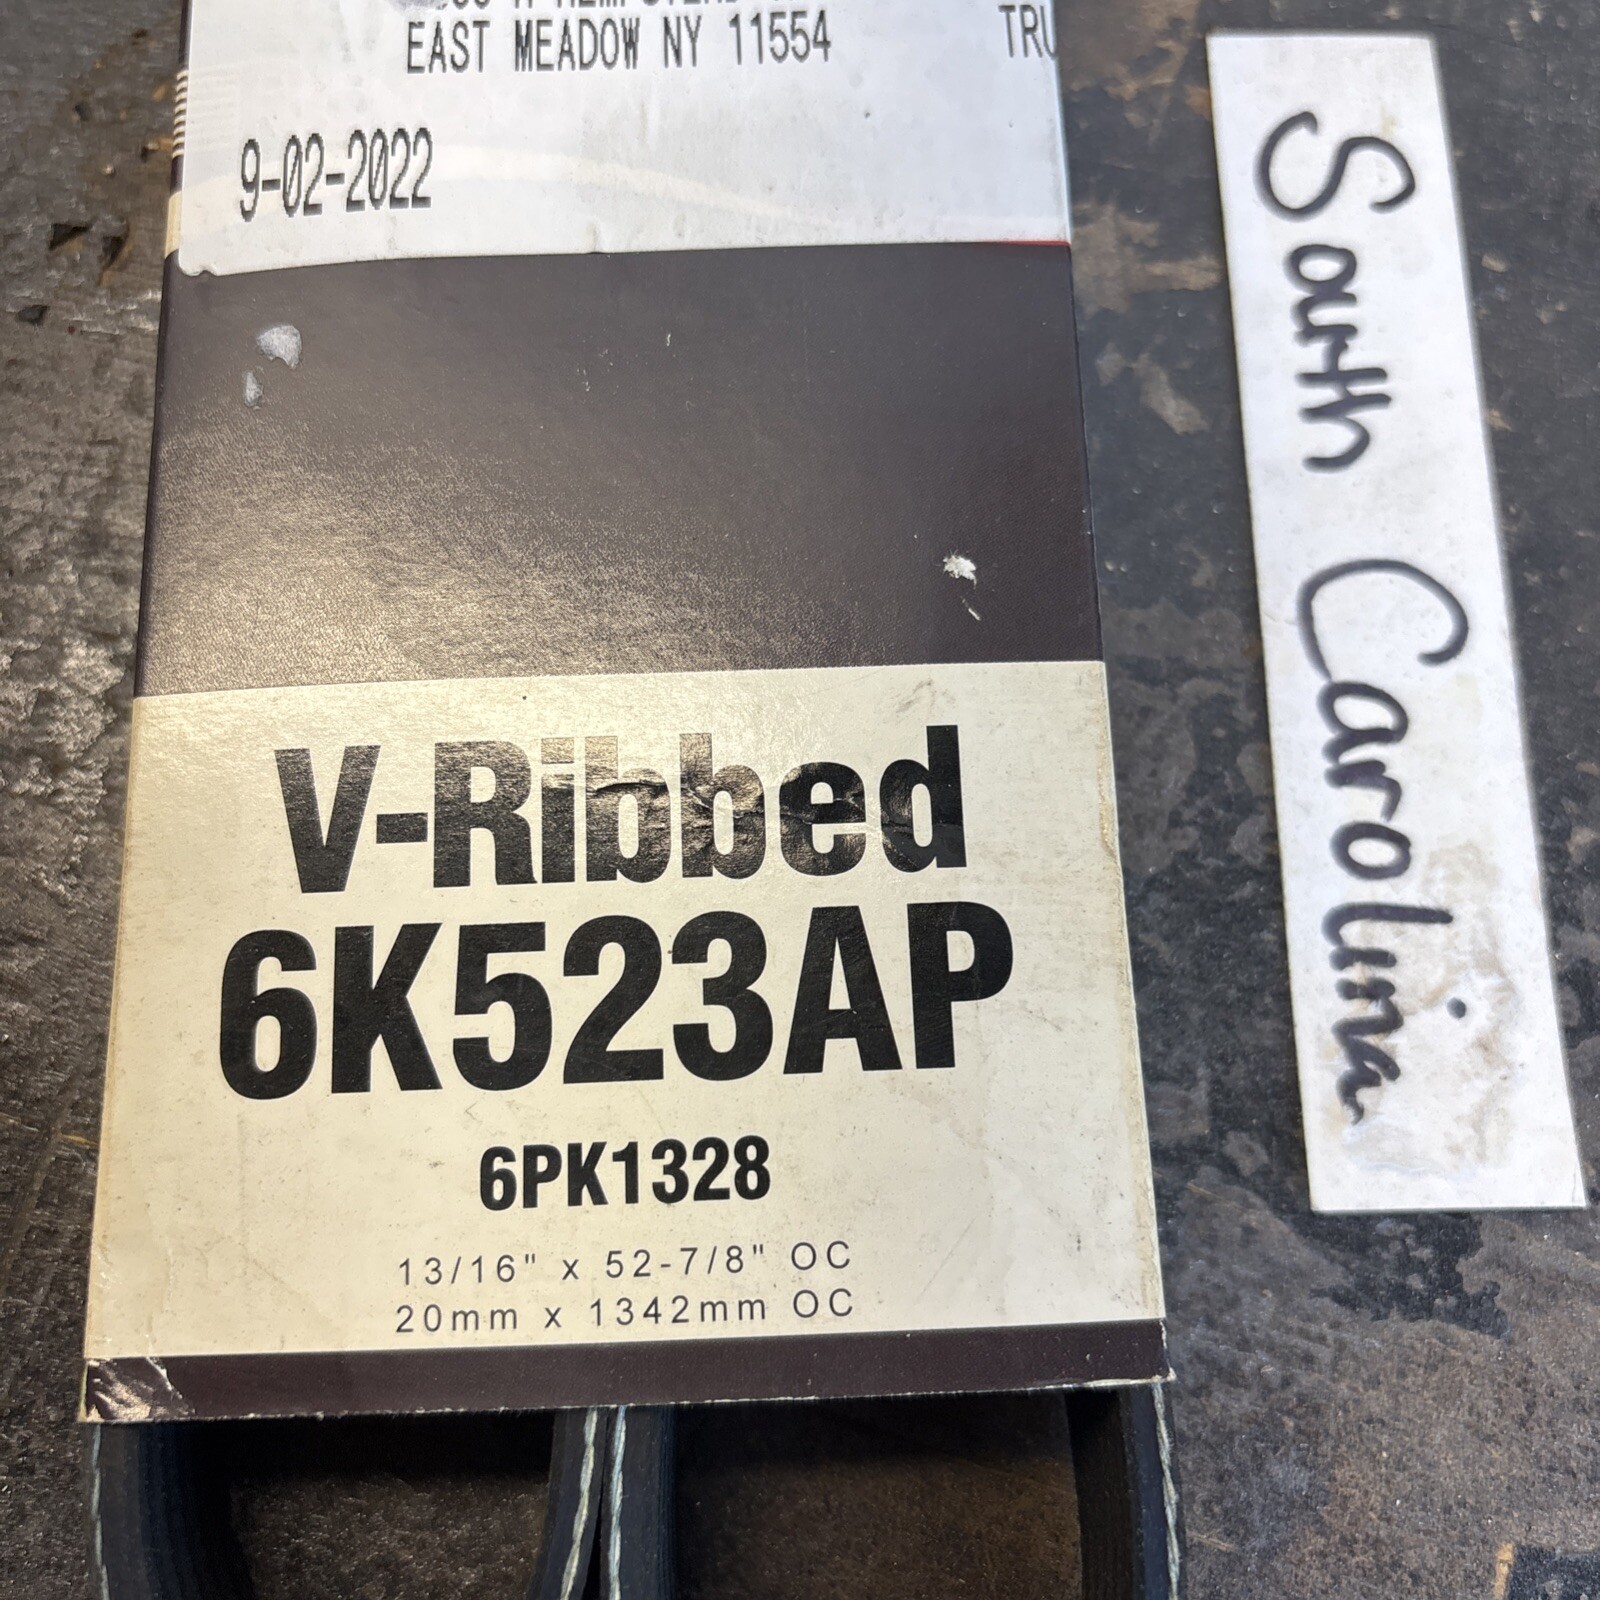 EAST MEADOW NY 11554
9-02-2022
V-Ribbed
6K523AP
6PK1328
13/16" x 52-7/8" OC
20mm x 1342mm OC
South Carolina